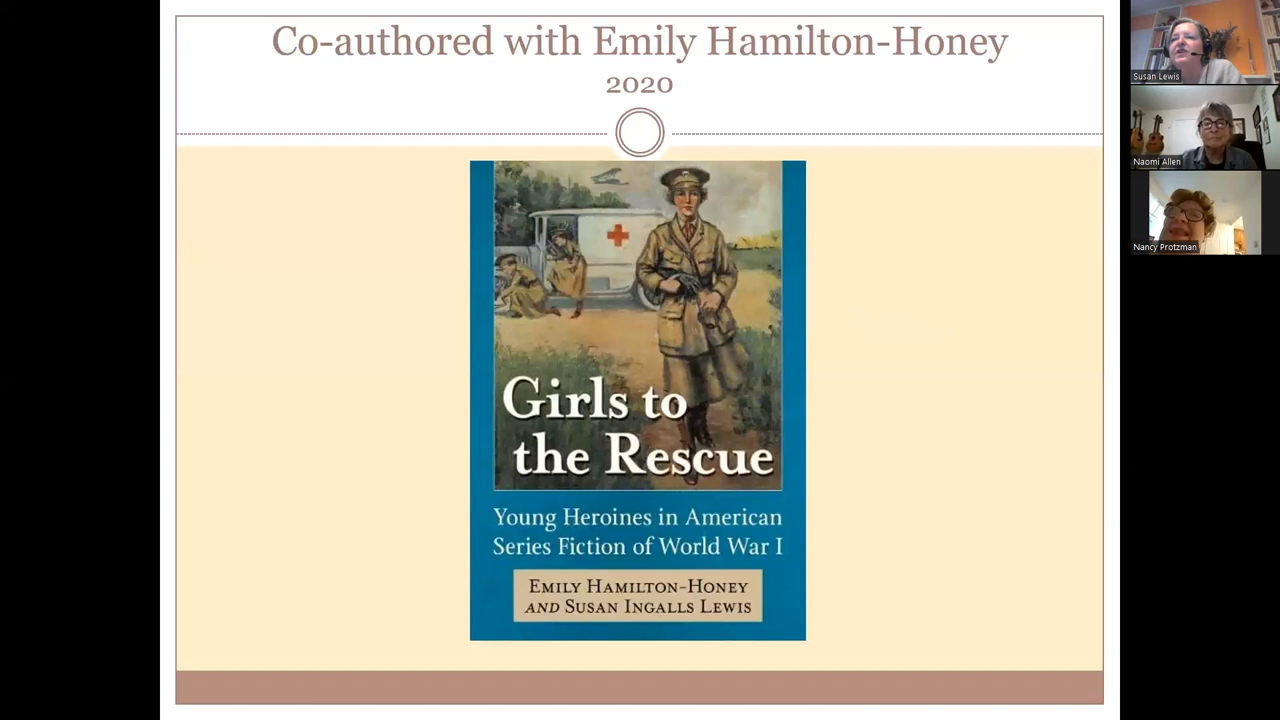 Co-authored with Emily Hamilton-Honey
2020
Girls to
the Rescue
Young Heroines in American
Series Fiction of World War I
Emily Hamilton-Honey
and Susan Ingalls Lewis
Susan Lewis
Naomi Allen
Nancy Protzman